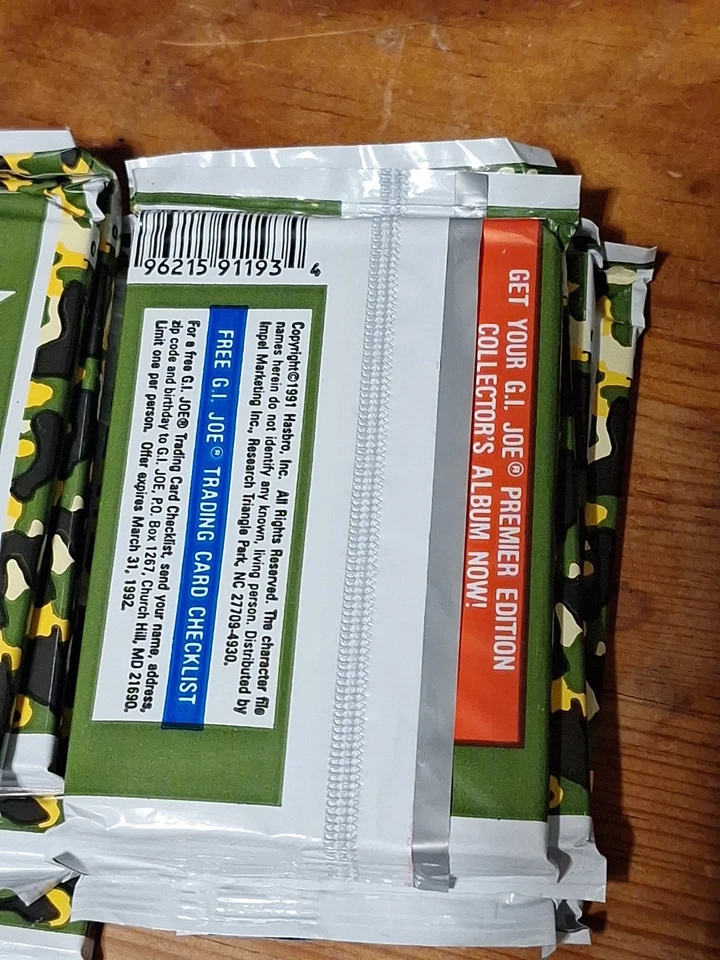 GET YOUR G.I. JOE® PREMIER EDITION
COLLECTOR'S ALBUM NOW!
96215 91193 4
Copyright©1991 Hasbro, Inc. All Rights Reserved. The character file
names herein do not identify any known, living person. Distributed by
Impel Marketing Inc., Research Triangle Park, NC 27709-4930.
FREE G.I. JOE® TRADING CARD CHECKLIST
For a free G.I. JOE® Trading Card Checklist, send your name, address,
zip code and birthday to G.I. JOE, P.O. Box 1267, Church Hill, MD 21690.
Limit one per person. Offer expires March 31, 1992.